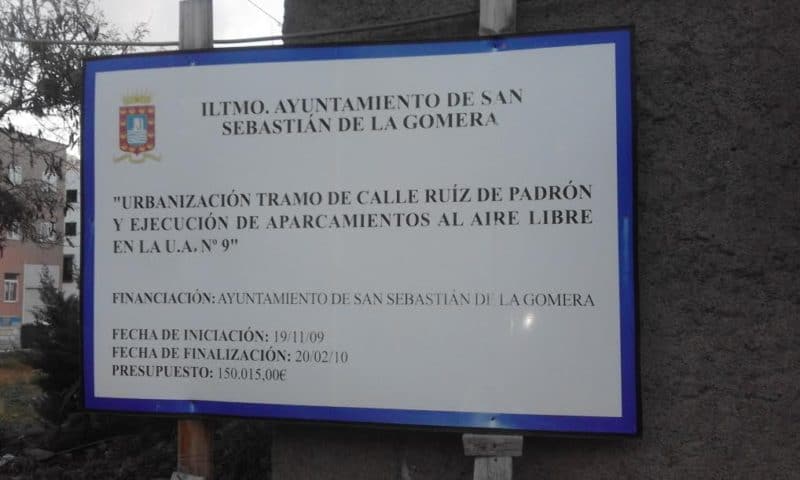 ILTMO. AYUNTAMIENTO DE SAN
SEBASTIÁN DE LA GOMERA
"URBANIZACIÓN TRAMO DE CALLE RUÍZ DE PADRÓN
Y EJECUCIÓN DE APARCAMIENTOS AL AIRE LIBRE
EN LA U.A. Nº 9"
FINANCIACIÓN: AYUNTAMIENTO DE SAN SEBASTIÁN DE LA GOMERA
FECHA DE INICIACIÓN: 19/11/09
FECHA DE FINALIZACIÓN: 20/02/10
PRESUPUESTO: 150.015,00€